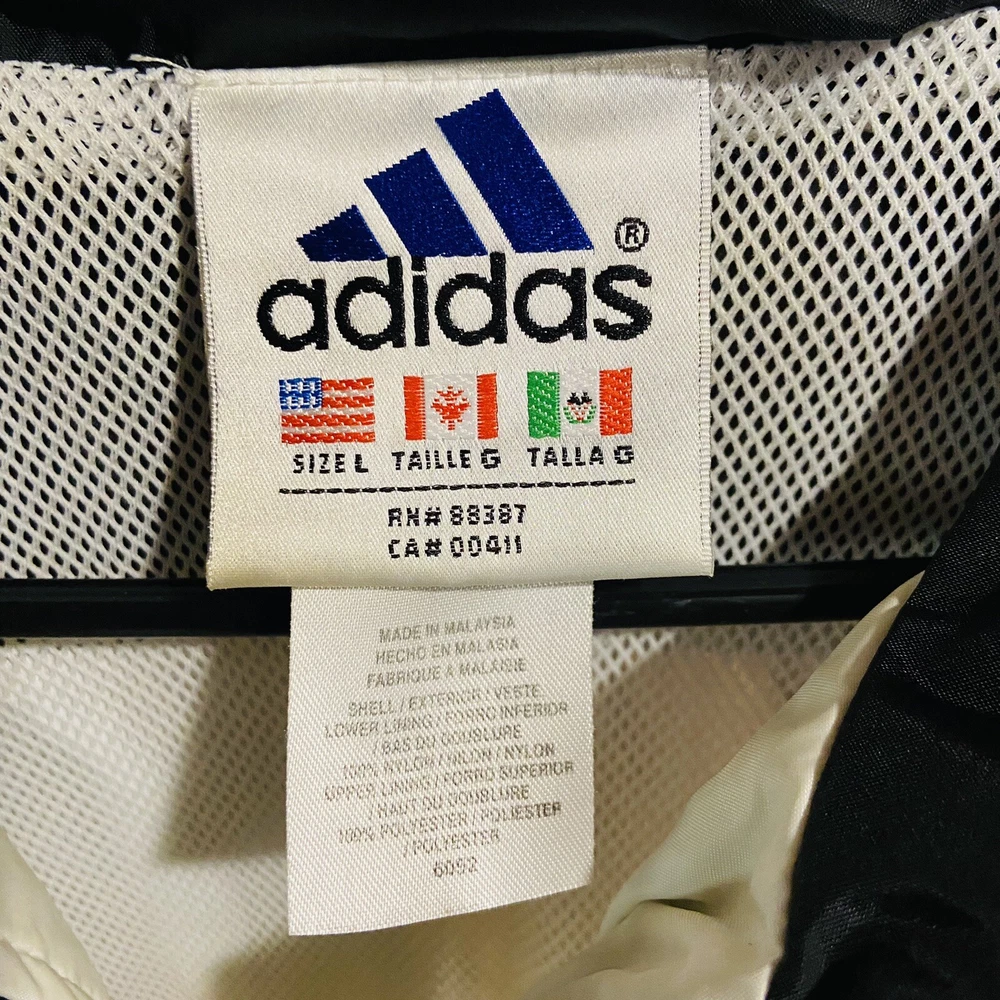 adidas ®
SIZE L TAILLE G TALLA G
RN# 88387
CA# 00411
MADE IN MALAYSIA
HECHO EN MALASIA
FABRIQUE A MALAISIE
SHELL / EXTERIOR / VESTE
LOWER LINING / FORRO INFERIOR
/ BAS DU DOUBLURE
100% NYLON / NILON / NYLON
UPPER LINING / FORRO SUPERIOR
/ HAUT DU DOUBLURE
100% POLYESTER / POLIESTER
/ POLYESTER
6052